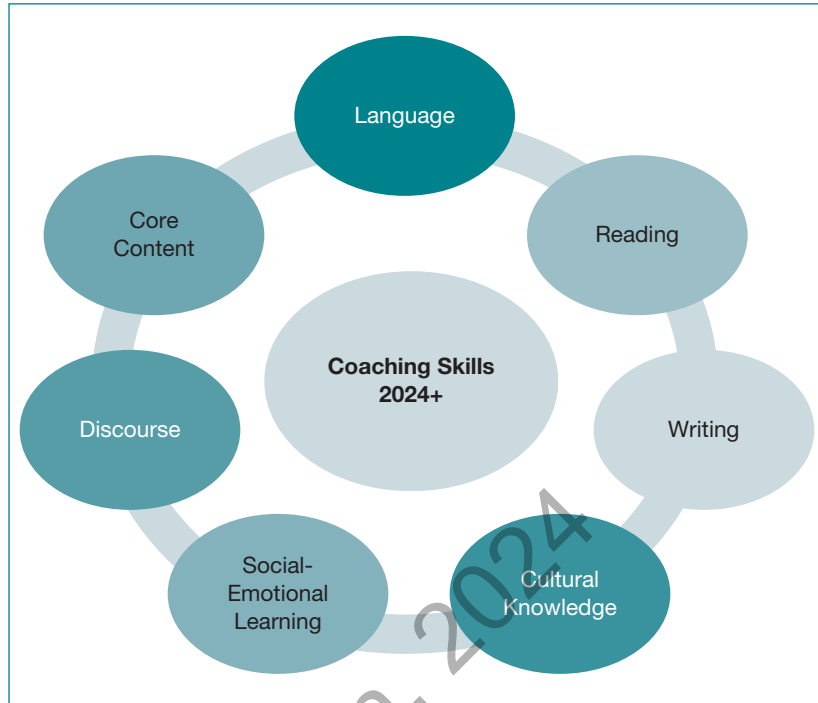 Language
Reading
Writing
Cultural
Knowledge
Social-
Emotional
Learning
Discourse
Core
Content
Coaching Skills
2024+
2024